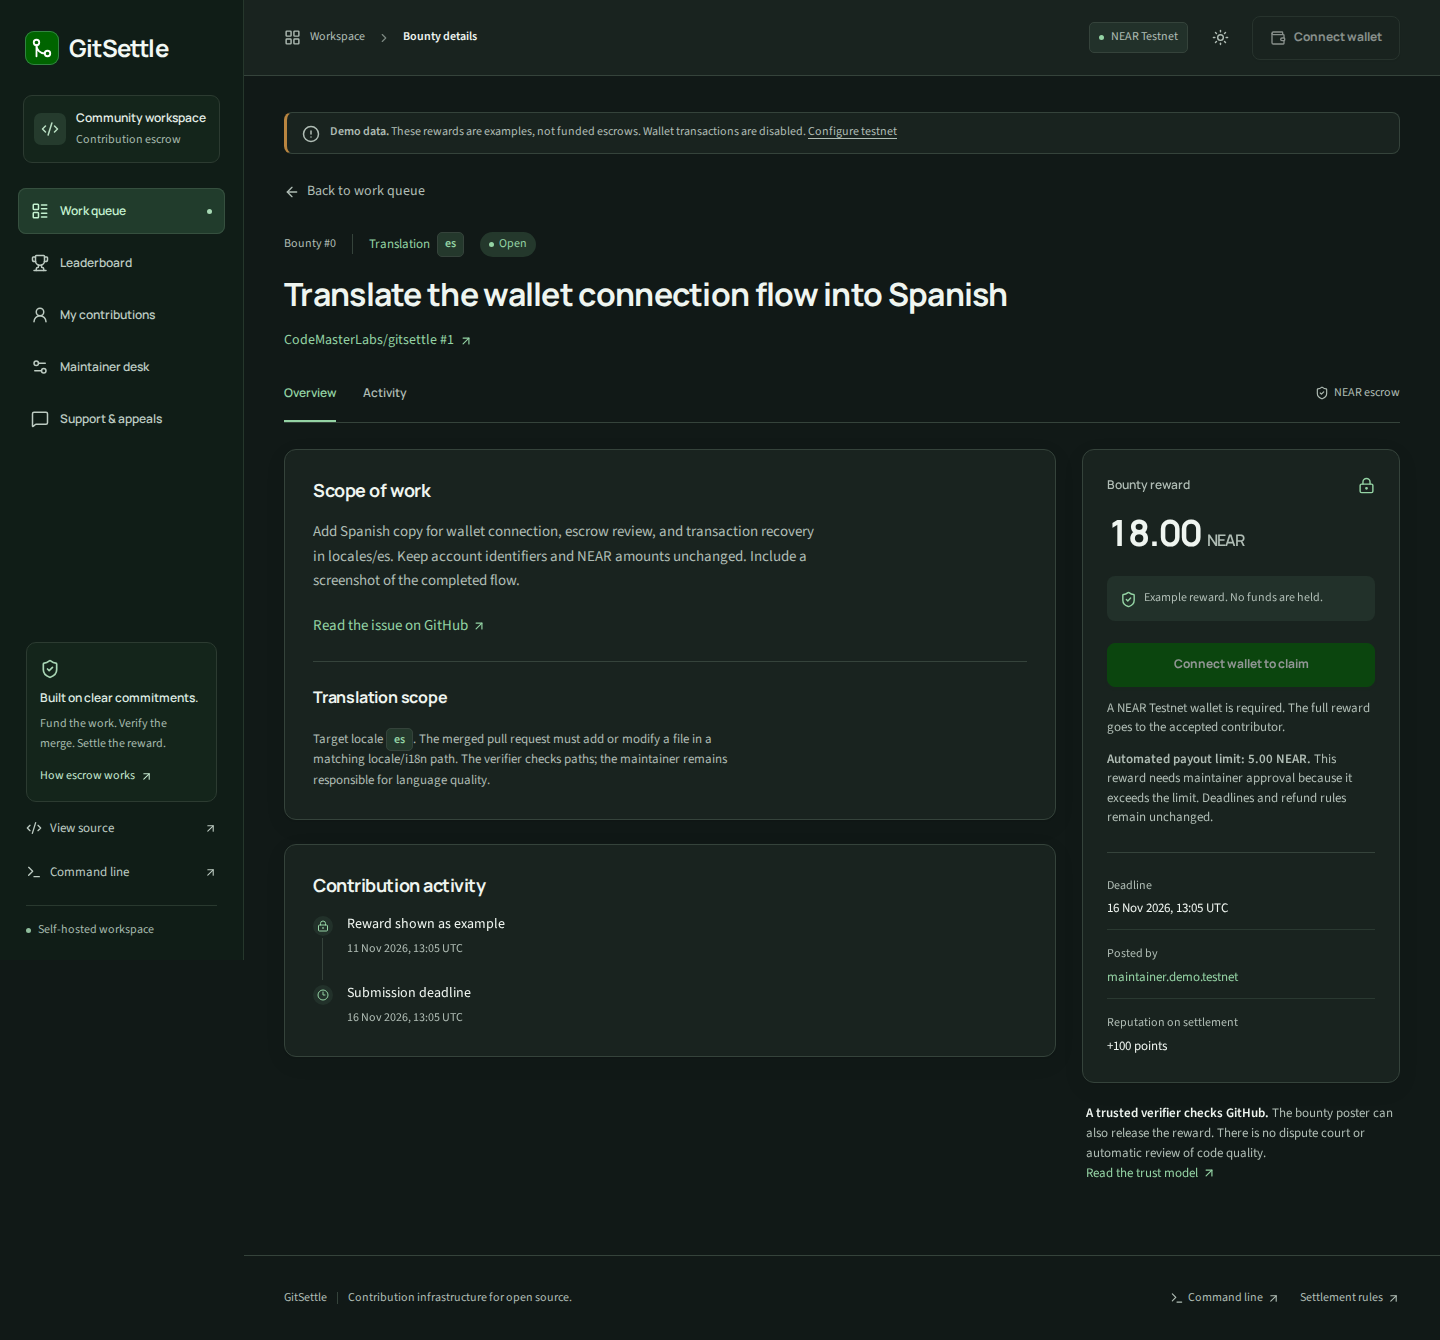 GitSettle
Community workspace
Contribution escrow
Work queue
Leaderboard
My contributions
Maintainer desk
Support & appeals
Built on clear commitments.
Fund the work. Verify the
merge. Settle the reward.
How escrow works
View source
Command line
Self-hosted workspace
Workspace
Bounty details
NEAR Testnet
Connect wallet
Demo data. These rewards are examples, not funded escrows. Wallet transactions are disabled. Configure testnet
Back to work queue
Bounty #0
Translation es
Open
Translate the wallet connection flow into Spanish
CodeMasterLabs/gitsettle #1
Overview
Activity
NEAR escrow
Scope of work
Add Spanish copy for wallet connection, escrow review, and transaction recovery
in locales/es. Keep account identifiers and NEAR amounts unchanged. Include a
screenshot of the completed flow.
Read the issue on GitHub
Translation scope
Target locale es . The merged pull request must add or modify a file in a
matching locale/i18n path. The verifier checks paths; the maintainer remains
responsible for language quality.
Contribution activity
Reward shown as example
11 Nov 2026, 13:05 UTC
Submission deadline
16 Nov 2026, 13:05 UTC
Bounty reward
18.00 NEAR
Example reward. No funds are held.
Connect wallet to claim
A NEAR Testnet wallet is required. The full reward
goes to the accepted contributor.
Automated payout limit: 5.00 NEAR. This
reward needs maintainer approval because it
exceeds the limit. Deadlines and refund rules
remain unchanged.
Deadline
16 Nov 2026, 13:05 UTC
Posted by
maintainer.demo.testnet
Reputation on settlement
+100 points
A trusted verifier checks GitHub. The bounty poster can
also release the reward. There is no dispute court or
automatic review of code quality.
Read the trust model
GitSettle
Contribution infrastructure for open source.
Command line
Settlement rules